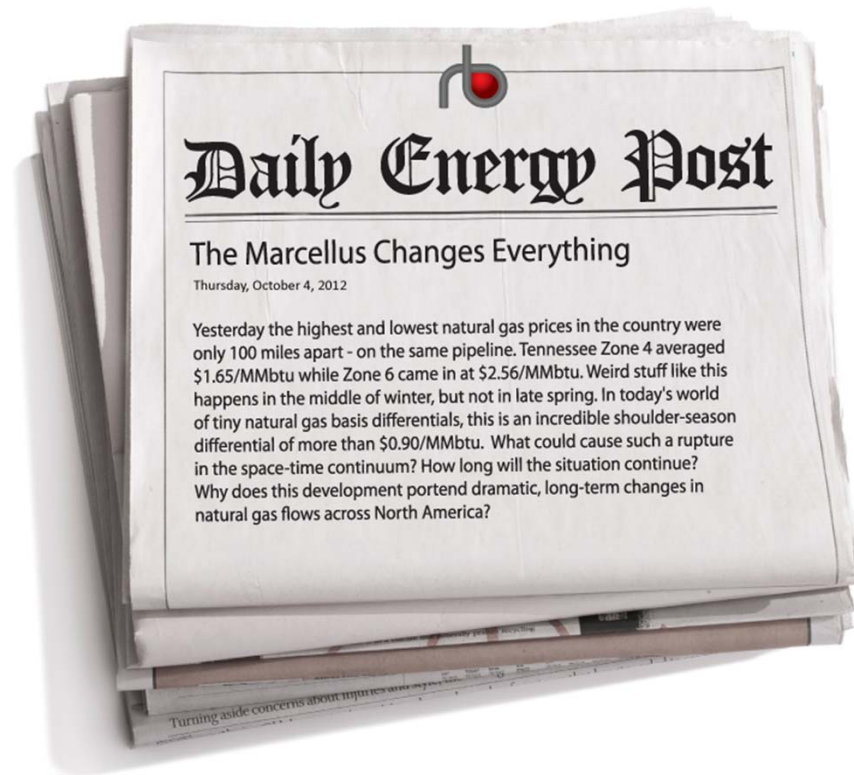 rb
Daily Energy Post
The Marcellus Changes Everything
Thursday, October 4, 2012
Yesterday the highest and lowest natural gas prices in the country were
only 100 miles apart - on the same pipeline. Tennessee Zone 4 averaged
$1.65/MMbtu while Zone 6 came in at $2.56/MMbtu. Weird stuff like this
happens in the middle of winter, but not in late spring. In today's world
of tiny natural gas basis differentials, this is an incredible shoulder-season
differential of more than $0.90/MMbtu. What could cause such a rupture
in the space-time continuum? How long will the situation continue?
Why does this development portend dramatic, long-term changes in
natural gas flows across North America?
recycling
Turning aside concerns about injuries and style,